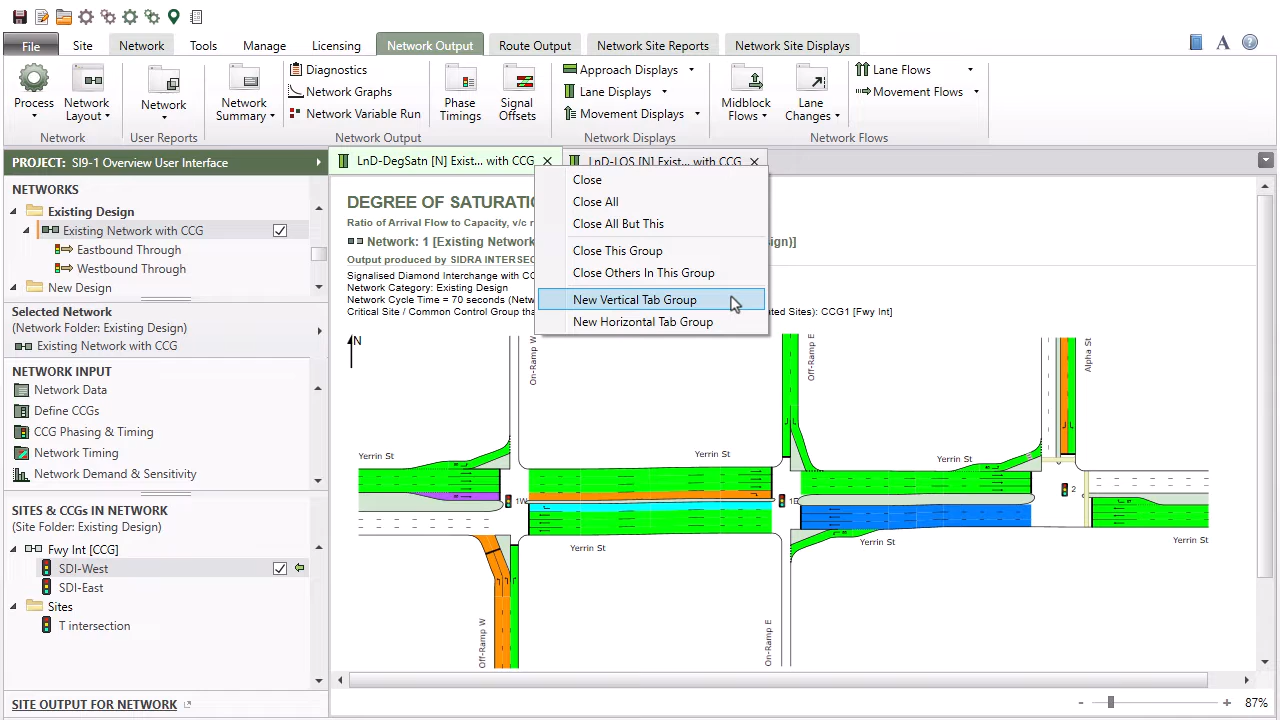 File Site Network Tools Manage Licensing Network Output Route Output Network Site Reports Network Site Displays
Process
Network Layout
Network
Network
User Reports
Network Summary
Diagnostics
Network Graphs
Network Variable Run
Phase Timings
Signal Offsets
Network Output
Approach Displays
Lane Displays
Movement Displays
Network Displays
Midblock Flows
Lane Changes
Lane Flows
Movement Flows
Network Flows
PROJECT: SI9-1 Overview User Interface
NETWORKS
Existing Design
Existing Network with CCG
Eastbound Through
Westbound Through
New Design
Selected Network
(Network Folder: Existing Design)
Existing Network with CCG
NETWORK INPUT
Network Data
Define CCGs
CCG Phasing & Timing
Network Timing
Network Demand & Sensitivity
SITES & CCGs IN NETWORK
(Site Folder: Existing Design)
Fwy Int [CCG]
SDI-West
SDI-East
Sites
T intersection
SITE OUTPUT FOR NETWORK
LnD-DegSatn [N] Exist... with CCG
LnD-LOS [N] Exist... with CCG
Close
Close All
Close All But This
Close This Group
Close Others In This Group
New Vertical Tab Group
New Horizontal Tab Group
DEGREE OF SATURATIO
Ratio of Arrival Flow to Capacity, v/c r
Network: 1 [Existing Network
sign)]
Output produced by SIDRA INTERSEC
Signalised Diamond Interchange with CC
Network Category: Existing Design
Network Cycle Time = 70 seconds (Netw
Critical Site / Common Control Group tha
ated Sites): CCG1 [Fwy Int]
N
On-Ramp W
Off-Ramp E
Alpha St
Yerrin St
Yerrin St
Yerrin St
1W
2
Yerrin St
Yerrin St
Yerrin St
Off-Ramp W
On-Ramp E
- + 87%